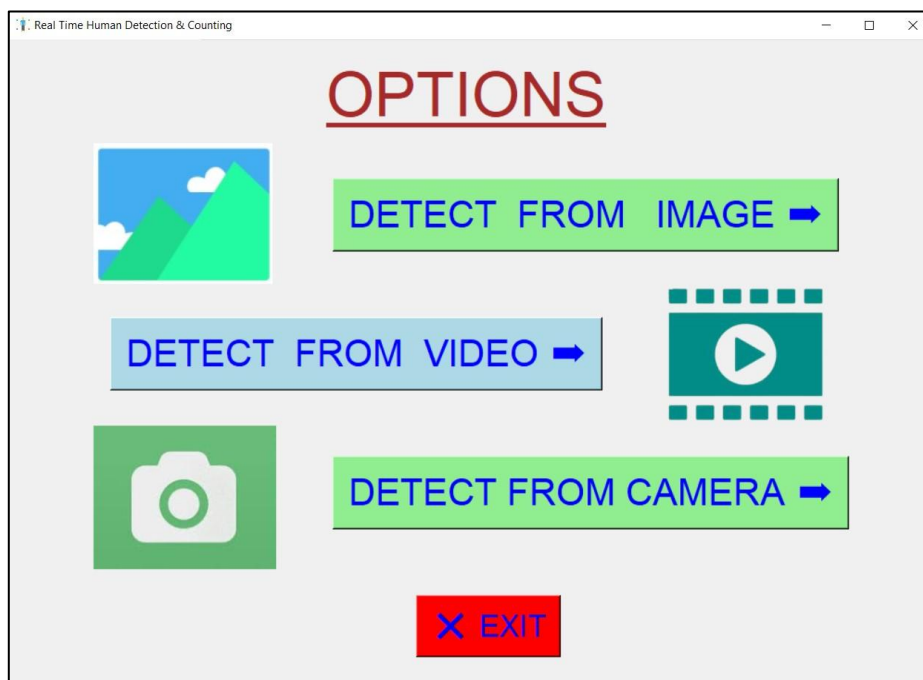 Real Time Human Detection & Counting
OPTIONS
DETECT FROM IMAGE ➡
DETECT FROM VIDEO ➡
DETECT FROM CAMERA ➡
❌ EXIT